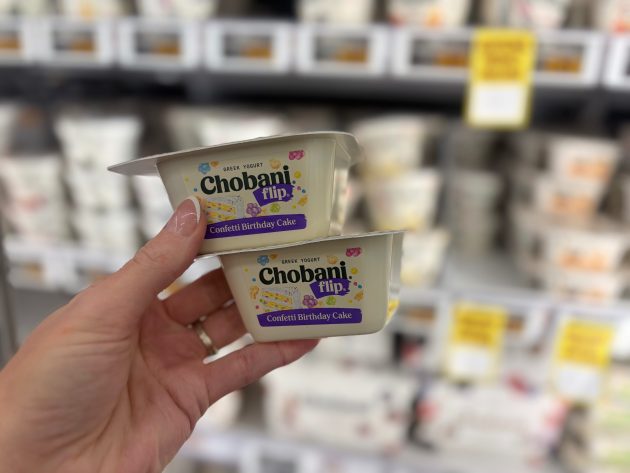 GREEK YOGURT
Chobani
flip.
Confetti Birthday Cake
GREEK YOGURT
Chobani
flip.
Confetti Birthday Cake